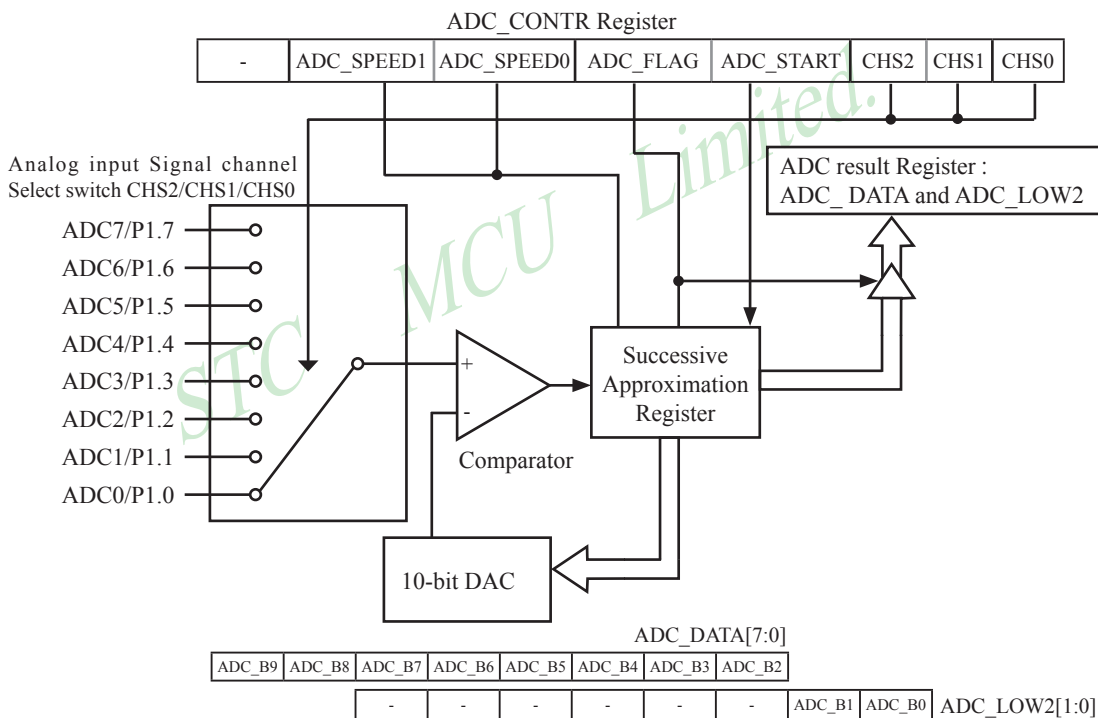 ADC_CONTR Register
- ADC_SPEED1 ADC_SPEED0 ADC_FLAG ADC_START CHS2 CHS1 CHS0
Analog input Signal channel
Select switch CHS2/CHS1/CHS0
ADC result Register :
ADC_ DATA and ADC_LOW2
ADC7/P1.7
ADC6/P1.6
ADC5/P1.5
ADC4/P1.4
ADC3/P1.3
ADC2/P1.2
ADC1/P1.1
ADC0/P1.0
+
-
Comparator
Successive
Approximation
Register
10-bit DAC
STC MCU Limited.
ADC_DATA[7:0]
ADC_B9 ADC_B8 ADC_B7 ADC_B6 ADC_B5 ADC_B4 ADC_B3 ADC_B2
- - - - - - ADC_B1 ADC_B0 ADC_LOW2[1:0]